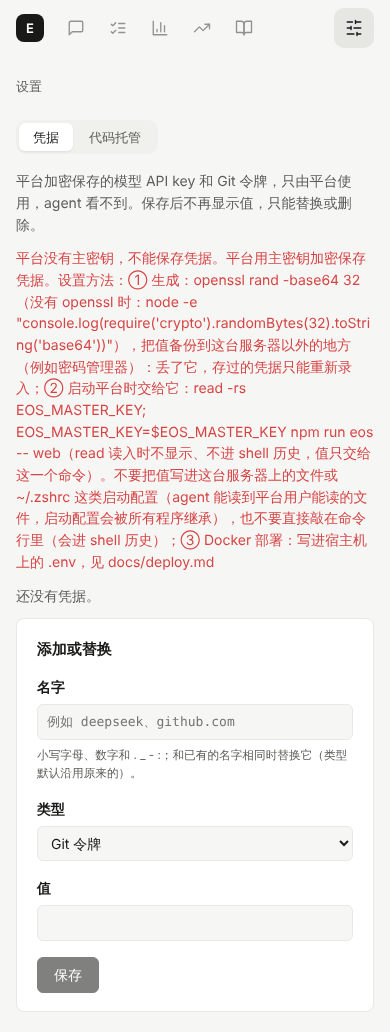 E
设置
凭据 代码托管
平台加密保存的模型 API key 和 Git 令牌，只由平台使
用，agent 看不到。保存后不再显示值，只能替换或删
除。
平台没有主密钥，不能保存凭据。平台用主密钥加密保存
凭据。设置方法：① 生成：openssl rand -base64 32
（没有 openssl 时：node -e
"console.log(require('crypto').randomBytes(32).toStri
ng('base64'))"），把值备份到这台服务器以外的地方
（例如密码管理器）：丢了它，存过的凭据只能重新录
入；② 启动平台时交给它：read -rs
EOS_MASTER_KEY;
EOS_MASTER_KEY=$EOS_MASTER_KEY npm run eos
-- web（read 读入时不显示、不进 shell 历史，值只交给
这一个命令）。不要把值写进这台服务器上的文件或
~/.zshrc 这类启动配置（agent 能读到平台用户能读的文
件，启动配置会被所有程序继承），也不要直接敲在命令
行里（会进 shell 历史）；③ Docker 部署：写进宿主机
上的 .env，见 docs/deploy.md
还没有凭据。
添加或替换
名字
例如 deepseek、github.com
小写字母、数字和 . _ - : ；和已有的名字相同时替换它（类型
默认沿用原来的）。
类型
Git 令牌
值
保存